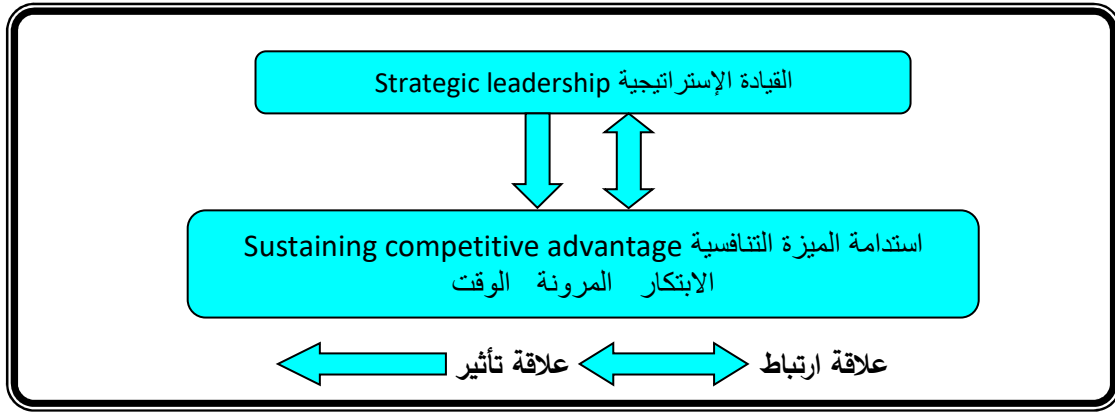 القيادة الإستراتيجية Strategic leadership
استدامة الميزة التنافسية Sustaining competitive advantage
الابتكار المرونة الوقت
علاقة ارتباط علاقة تأثير